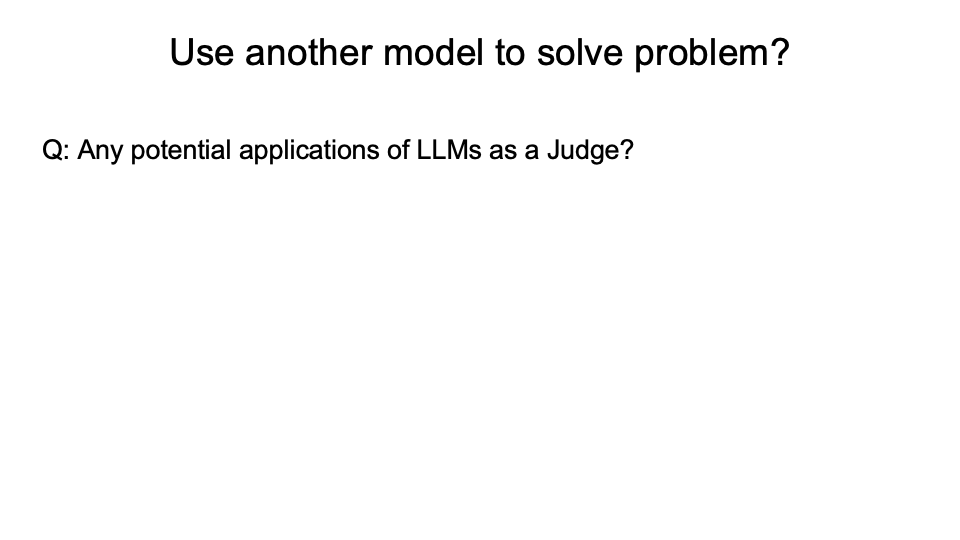 Use another model to solve problem?
Q: Any potential applications of LLMs as a Judge?